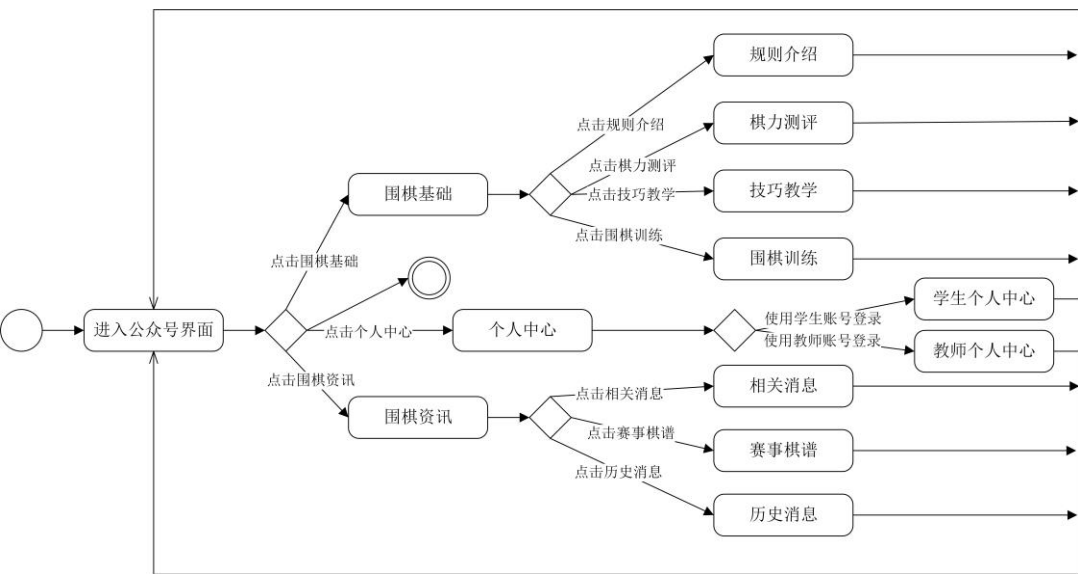 规则介绍
点击规则介绍
棋力测评
点击棋力测评
围棋基础
点击技巧教学
技巧教学
点击围棋训练
围棋训练
点击围棋基础
进入公众号界面
点击个人中心
个人中心
使用学生账号登录
学生个人中心
使用教师账号登录
教师个人中心
点击围棋资讯
围棋资讯
点击相关消息
相关消息
点击赛事棋谱
赛事棋谱
点击历史消息
历史消息